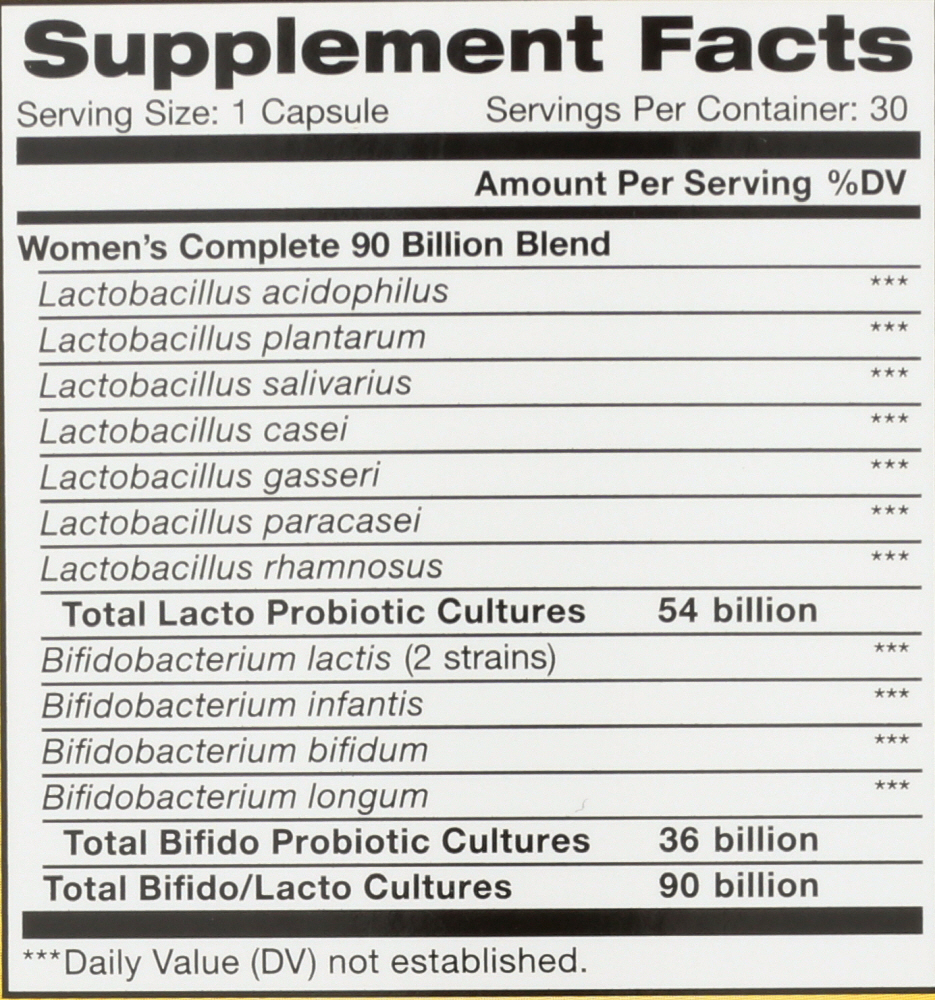 Supplement Facts
Serving Size: 1 Capsule Servings Per Container: 30
Amount Per Serving %DV
Women's Complete 90 Billion Blend
Lactobacillus acidophilus ***
Lactobacillus plantarum ***
Lactobacillus salivarius ***
Lactobacillus casei ***
Lactobacillus gasseri ***
Lactobacillus paracasei ***
Lactobacillus rhamnosus ***
Total Lacto Probiotic Cultures 54 billion
Bifidobacterium lactis (2 strains) ***
Bifidobacterium infantis ***
Bifidobacterium bifidum ***
Bifidobacterium longum ***
Total Bifido Probiotic Cultures 36 billion
Total Bifido/Lacto Cultures 90 billion
***Daily Value (DV) not established.